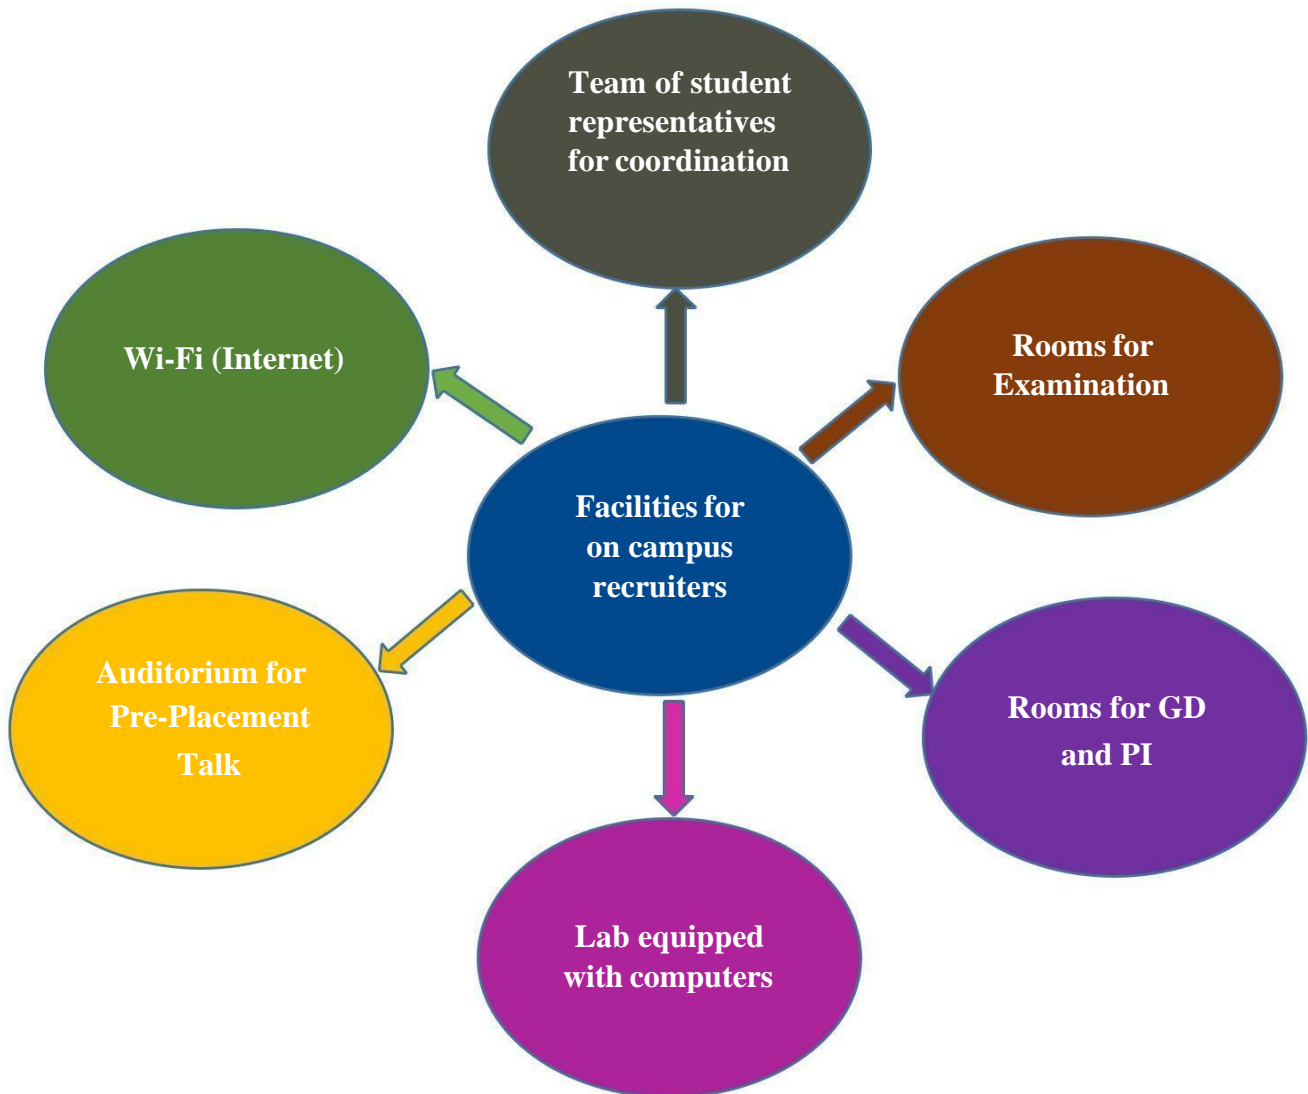 Team of student
representatives
for coordination
Wi-Fi (Internet)
Rooms for
Examination
Facilities for
on campus
recruiters
Auditorium for
Pre-Placement
Talk
Rooms for GD
and PI
Lab equipped
with computers